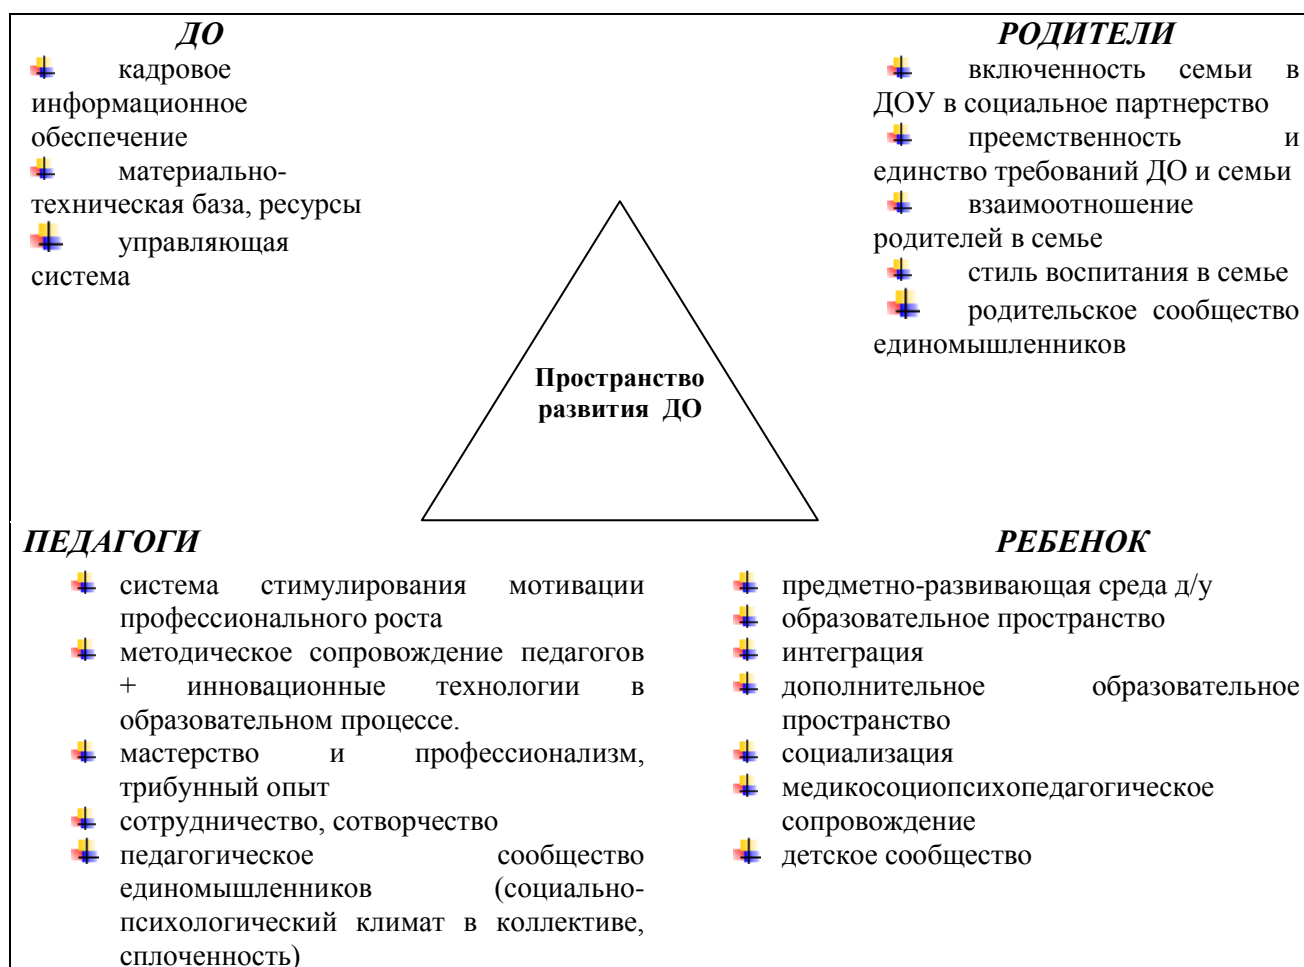 ДО
кадровое
информационное
обеспечение
материально-
техническая база, ресурсы
управляющая
система
РОДИТЕЛИ
включенность семьи в
ДОУ в социальное партнерство
преемственность и
единство требований ДО и семьи
взаимоотношение
родителей в семье
стиль воспитания в семье
родительское сообщество
единомышленников
Пространство
развития ДО
ПЕДАГОГИ
система стимулирования мотивации
профессионального роста
методическое сопровождение педагогов
+ инновационные технологии в
образовательном процессе.
мастерство и профессионализм,
трибунный опыт
сотрудничество, сотворчество
педагогическое сообщество
единомышленников (социально-
психологический климат в коллективе,
сплоченность)
РЕБЕНОК
предметно-развивающая среда д/у
образовательное пространство
интеграция
дополнительное образовательное
пространство
социализация
медикосоциопсихопедагогическое
сопровождение
детское сообщество